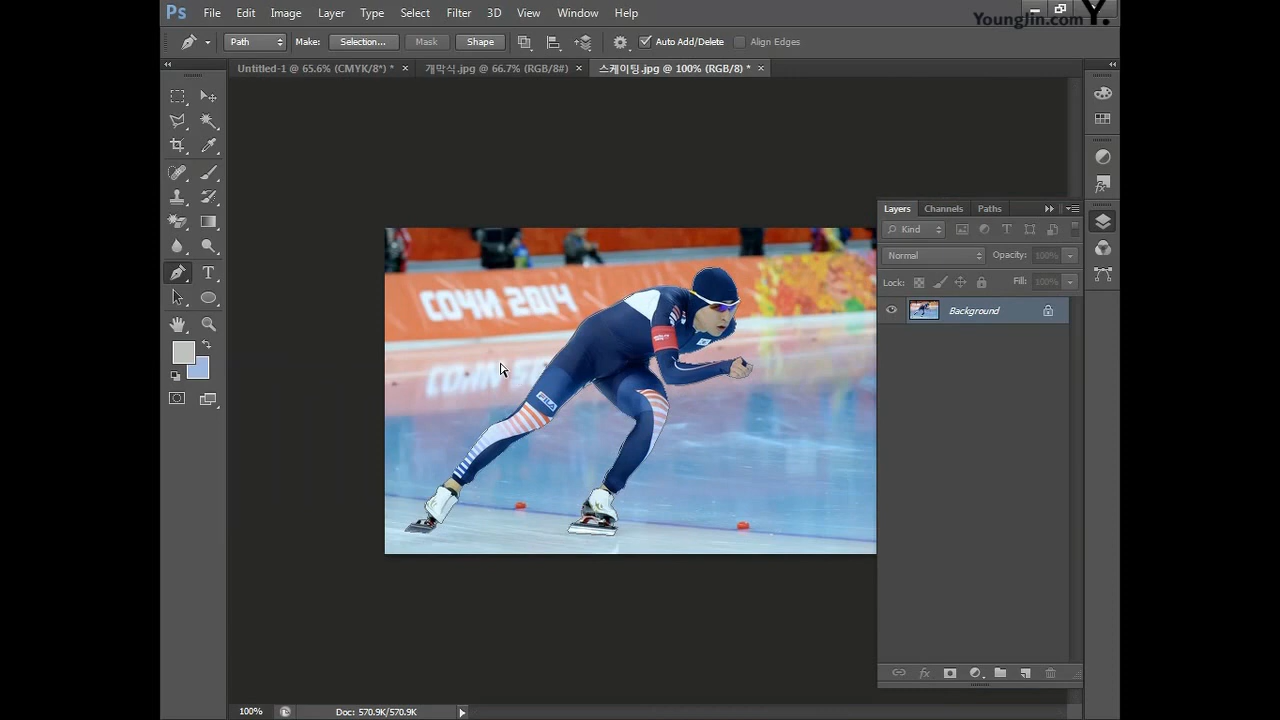 Ps File Edit Image Layer Type Select Filter 3D View Window Help
YoungJin.com Y.
Path Make: Selection... Mask Shape Auto Add/Delete Align Edges
Untitled-1 @ 65.6% (CMYK/8*) * × 개막식.jpg @ 66.7% (RGB/8#) × 스케이팅.jpg @ 100% (RGB/8) * ×
Layers Channels Paths
Kind
Normal Opacity: 100%
Lock: Fill: 100%
Background
СОЧИ 2014
FILA
100% Doc: 570.9K/570.9K